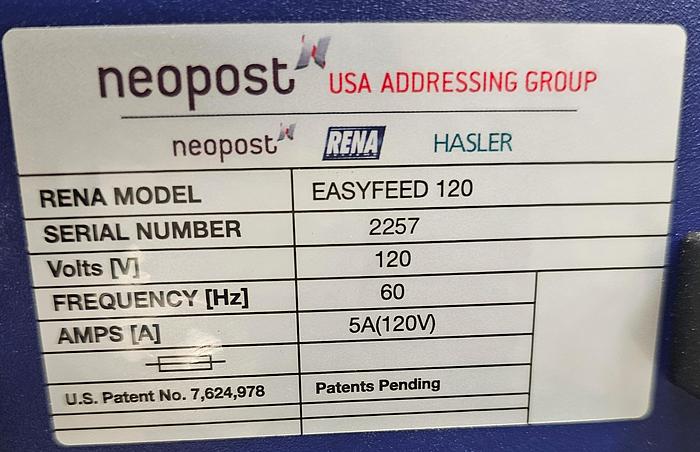 neopost USA ADDRESSING GROUP
neopost RENA HASLER
RENA MODEL EASYFEED 120
SERIAL NUMBER 2257
Volts [V] 120
FREQUENCY [Hz] 60
AMPS [A] 5A(120V)
U.S. Patent No. 7,624,978 Patents Pending